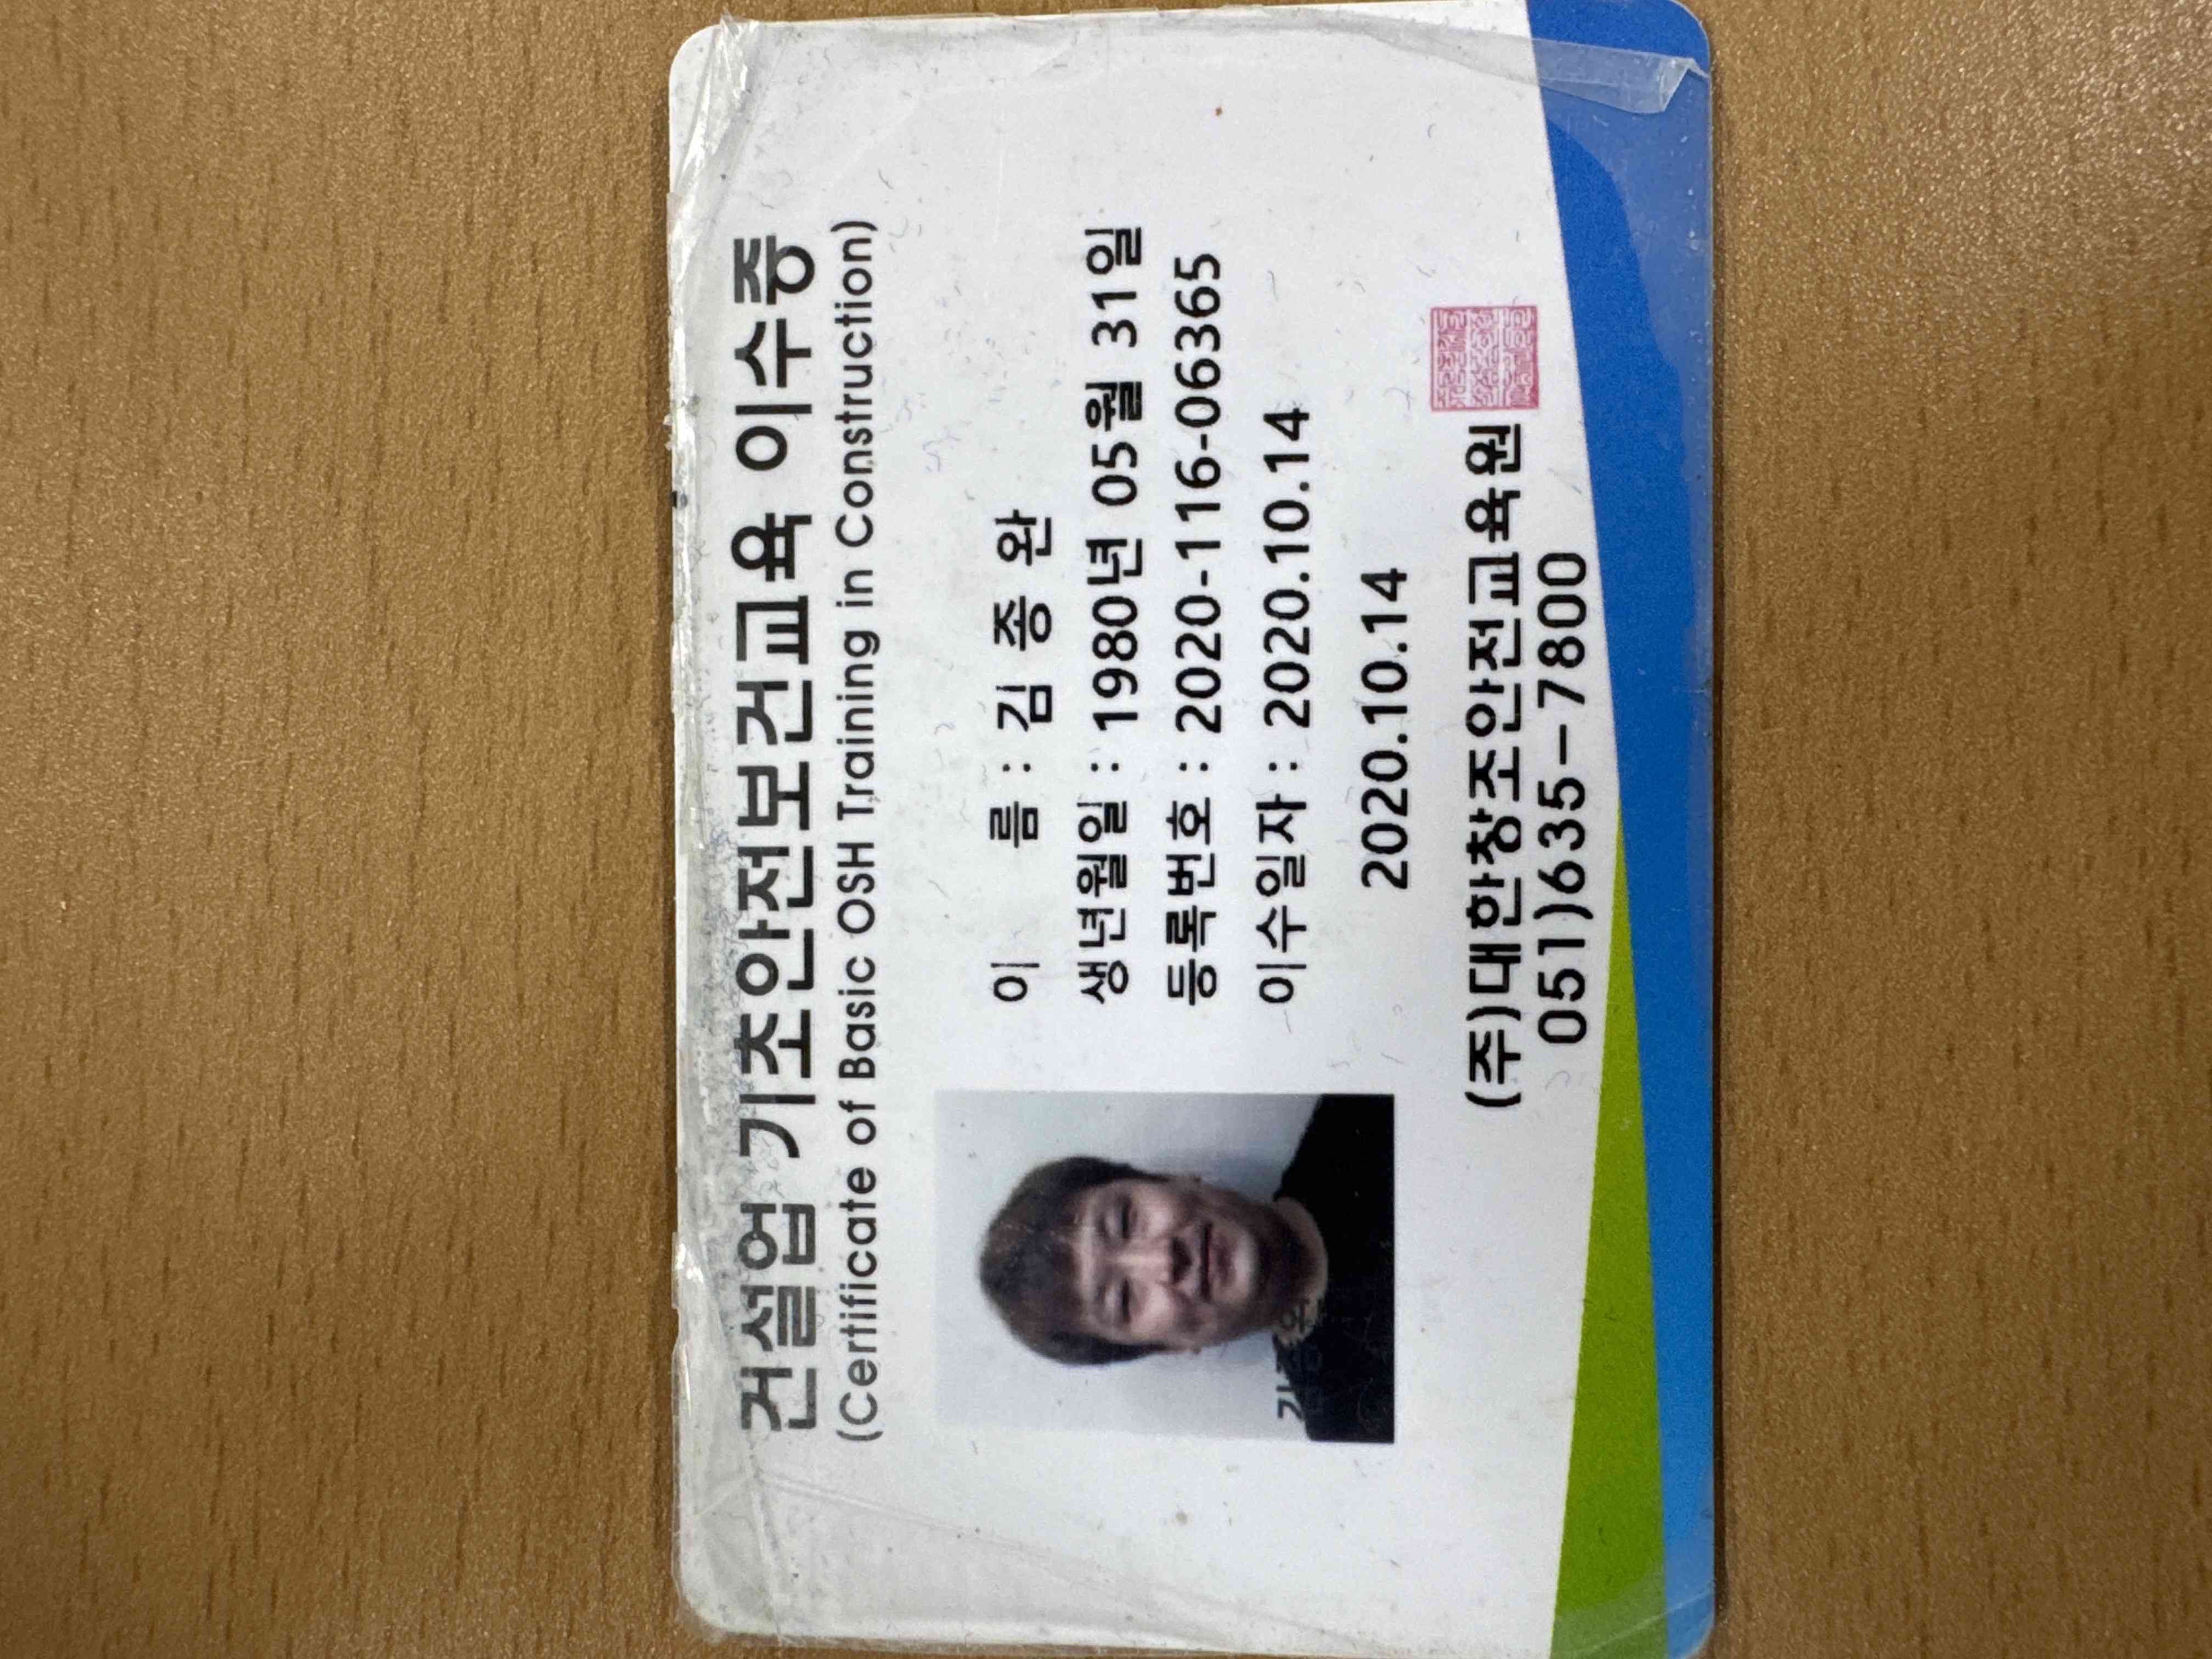 건설업 기초안전보건교육 이수증
(Certificate of Basic OSH Training in Construction)
이 름 : 김 종 완
생년월일 : 1980년 05월 31일
등록번호 : 2020-116-06365
이수일자 : 2020.10.14
2020.10.14
(주)대한창조안전교육원
051)635-7800